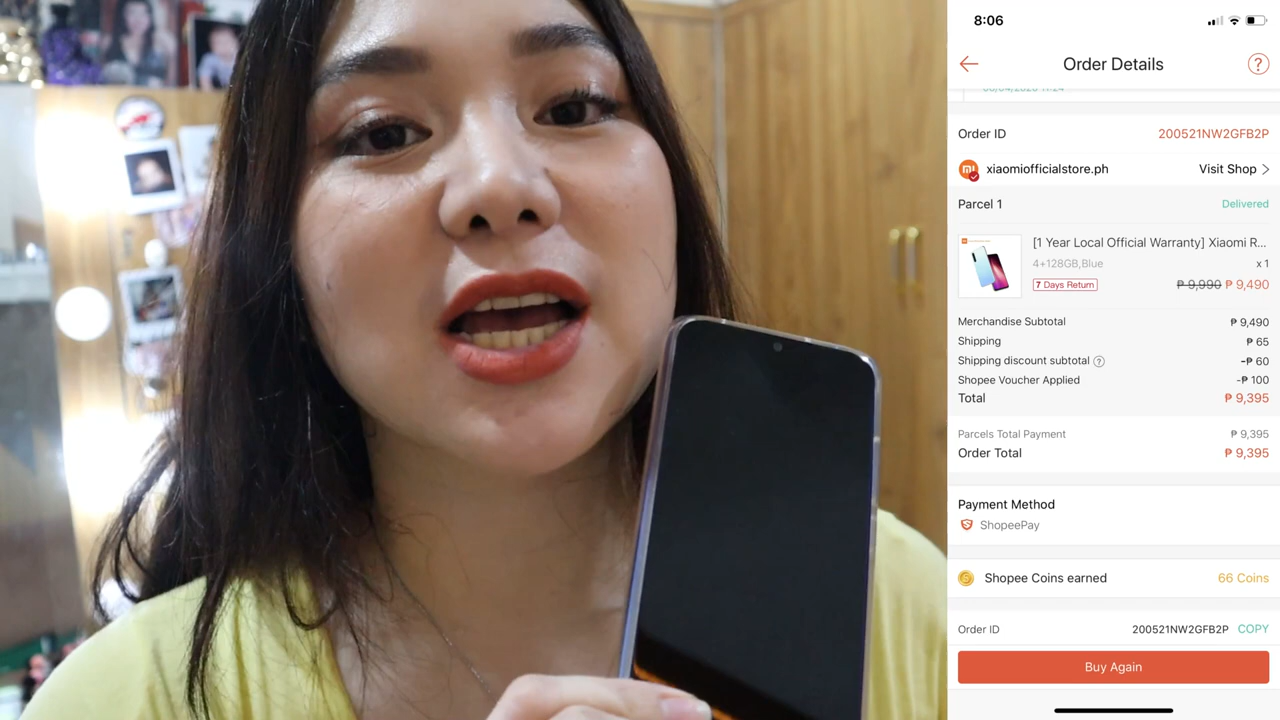 8:06
Order Details
?
Order ID 200521NW2GFB2P
xiaomiofficialstore.ph Visit Shop
Parcel 1 Delivered
[1 Year Local Official Warranty] Xiaomi R...
4+128GB,Blue x 1
7 Days Return ₱ 9,990 ₱ 9,490
Merchandise Subtotal ₱ 9,490
Shipping ₱ 65
Shipping discount subtotal ? -₱ 60
Shopee Voucher Applied -₱ 100
Total ₱ 9,395
Parcels Total Payment ₱ 9,395
Order Total ₱ 9,395
Payment Method
ShopeePay
Shopee Coins earned 66 Coins
Order ID 200521NW2GFB2P COPY
Buy Again